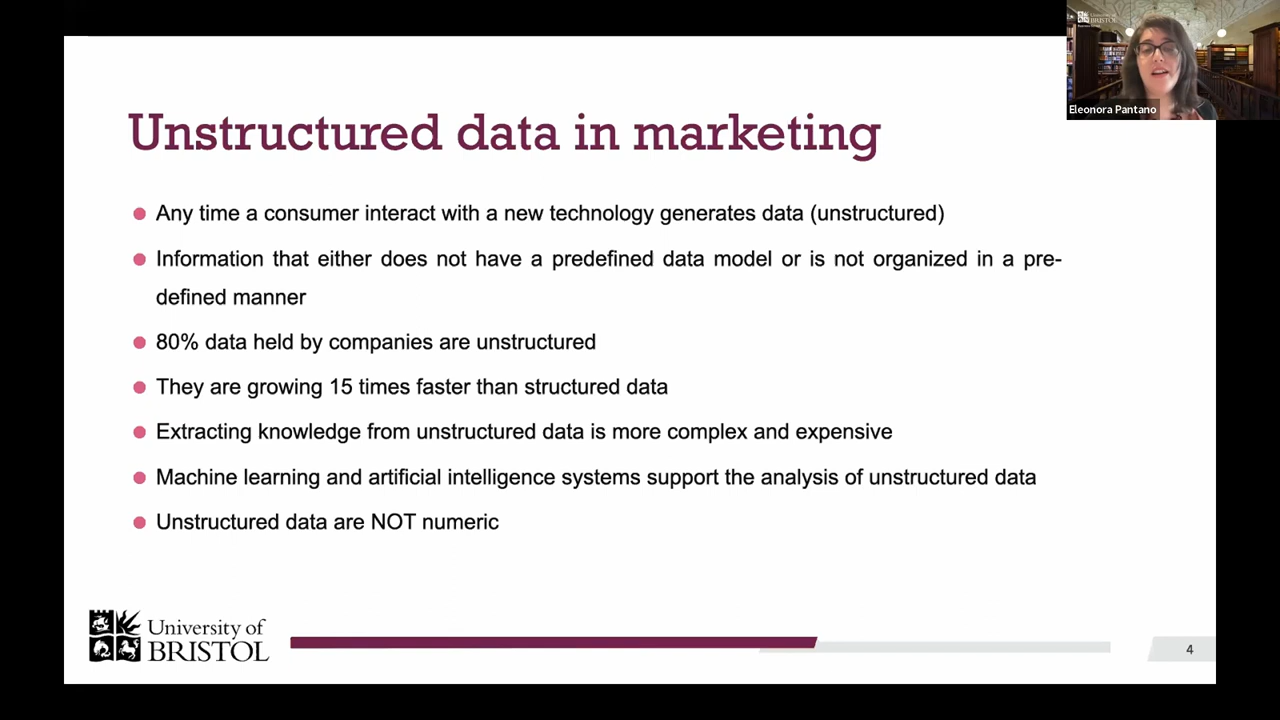 University of
BRISTOL
Eleonora Pantano
Unstructured data in marketing
Any time a consumer interact with a new technology generates data (unstructured)
Information that either does not have a predefined data model or is not organized in a pre-
defined manner
80% data held by companies are unstructured
They are growing 15 times faster than structured data
Extracting knowledge from unstructured data is more complex and expensive
Machine learning and artificial intelligence systems support the analysis of unstructured data
Unstructured data are NOT numeric
University of
BRISTOL
4